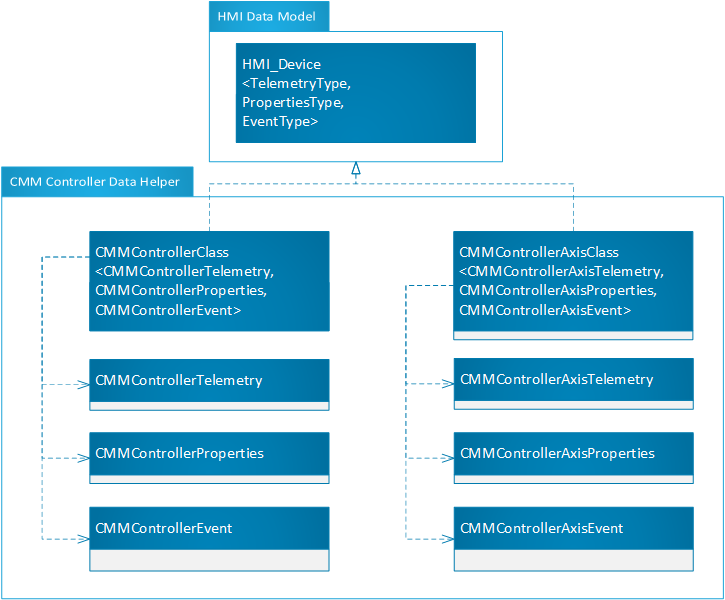 HMI Data Model
HMI_Device
<TelemetryType,
PropertiesType,
EventType>
CMM Controller Data Helper
CMMControllerClass
<CMMControllerTelemetry,
CMMControllerProperties,
CMMControllerEvent>
CMMControllerTelemetry
CMMControllerProperties
CMMControllerEvent
CMMControllerAxisClass
<CMMControllerAxisTelemetry,
CMMControllerAxisProperties,
CMMControllerAxisEvent>
CMMControllerAxisTelemetry
CMMControllerAxisProperties
CMMControllerAxisEvent